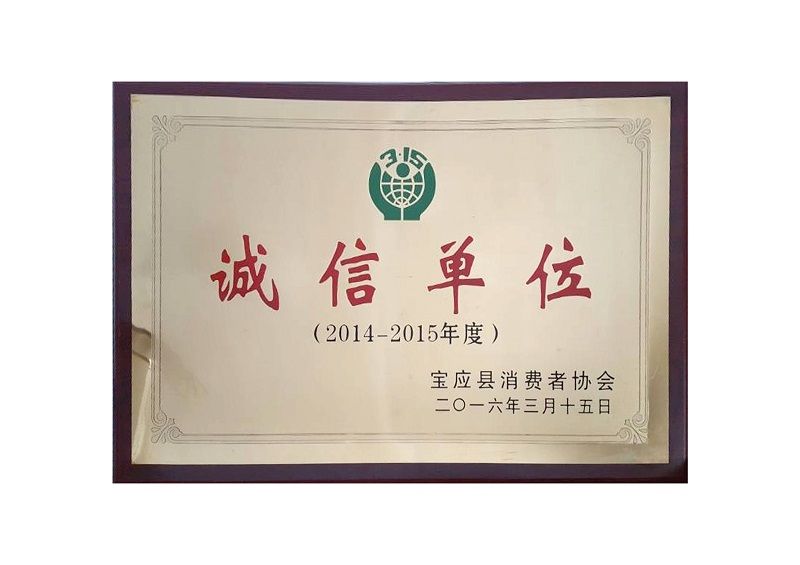 3·15
诚信单位
（2014-2015年度）
宝应县消费者协会
二〇一六年三月十五日